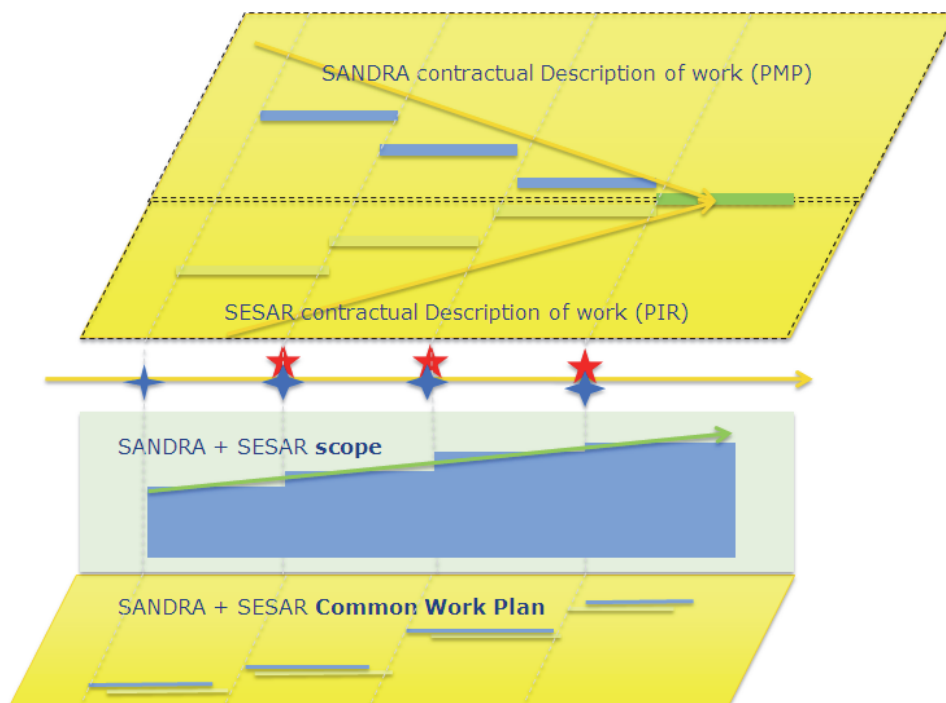 SANDRA contractual Description of work (PMP)
SESAR contractual Description of work (PIR)
SANDRA + SESAR scope
SANDRA + SESAR Common Work Plan